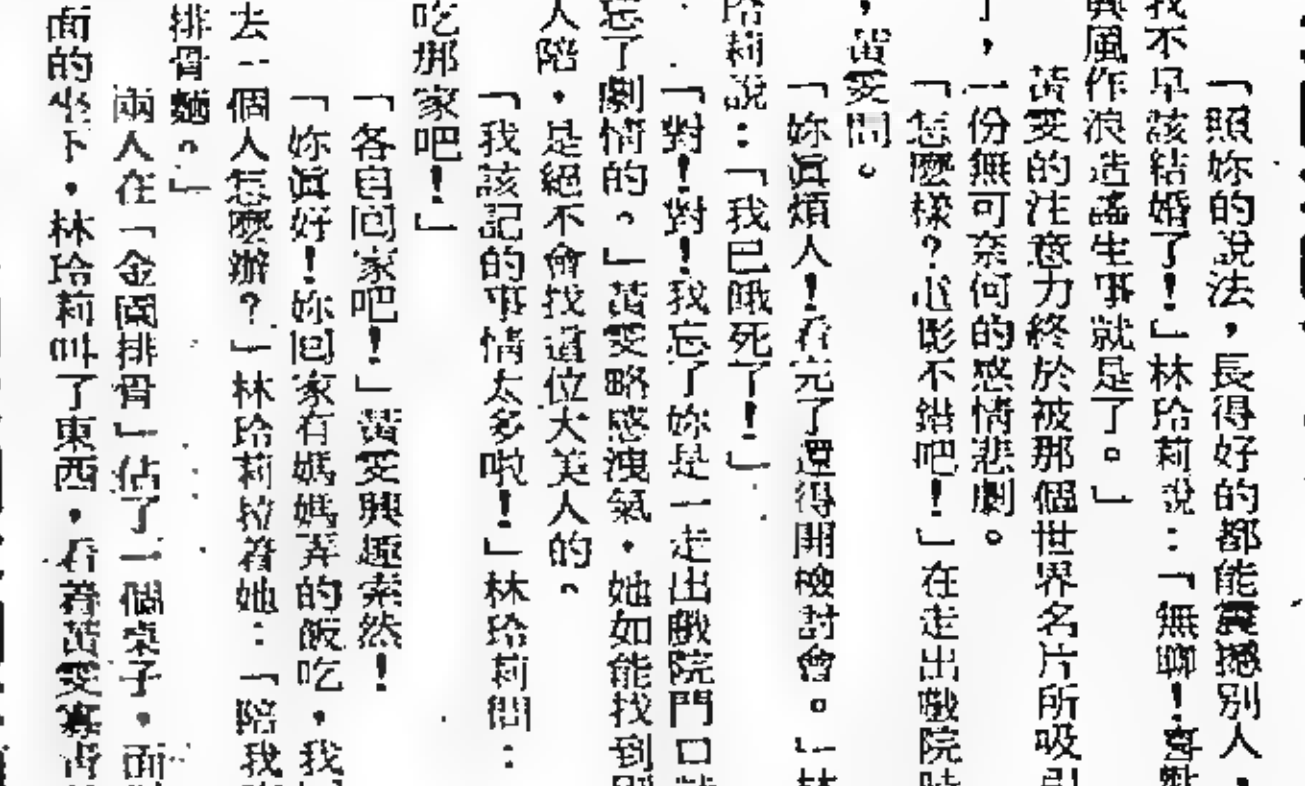 「照妳的說法，長得好的都能震撼別人，
我不早該結婚了！」林玲莉說：「無聊！喜歡
興風作浪造謠生事就是了。」
黃雯的注意力終於被那個世界名片所吸引
了，一份無可奈何的感情悲劇。
「怎麼樣？電影不錯吧！」在走出戲院時
，黃雯問。
「妳眞煩人！看完了還得開檢討會。」林
玲莉說：「我已餓死了！」
「對！對！我忘了妳是一走出戲院門口就
忘了劇情的。」黃雯略感洩氣，她如能找到別
人陪，是絕不會找這位大美人的。
「我該記的事情太多啦！」林玲莉問：
吃那家吧！」
「各自回家吧！」黃雯興趣索然！
「妳眞好！妳回家有媽媽弄的飯吃，我
去一個人怎麼辦？」林玲莉拉着她：「陪我
排骨麵。」
兩人在「金園排骨」佔了一個桌子，面
面的坐下，林玲莉叫了東西，看着黃雯寡